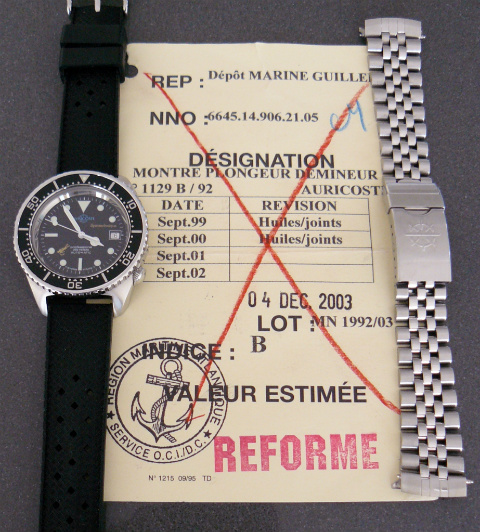 REP : Dépôt MARINE GUILLE
NNO : 6645.14.906.21.05
DÉSIGNATION
MONTRE PLONGEUR DEMINEUR
1129 B / 92 AURICOST
DATE REVISION
Sept.99 Huiles/joints
Sept.00 Huiles/joints
Sept.01
Sept.02
04 DEC. 2003
LOT : MN 1992/03
INDICE : B
VALEUR ESTIMÉE
RÉGION MARITIME ATLANTIQUE
SERVICE O.C.I/D.C.
REFORME
N° 1215 09/95 TD